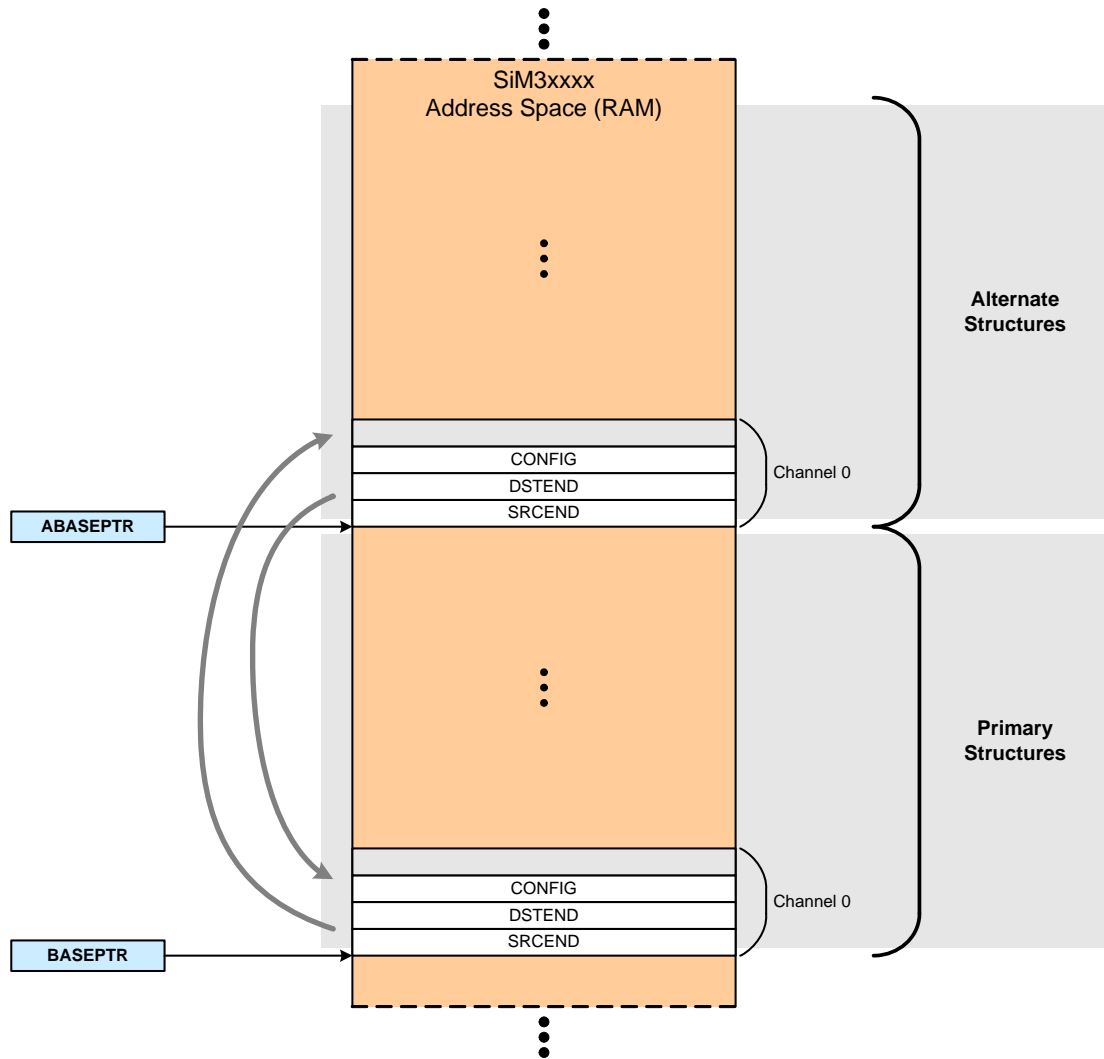 SiM3xxxx
Address Space (RAM)
Alternate
Structures
CONFIG
DSTEND
SRCEND
Channel 0
ABASEPTR
Primary
Structures
CONFIG
DSTEND
SRCEND
Channel 0
BASEPTR